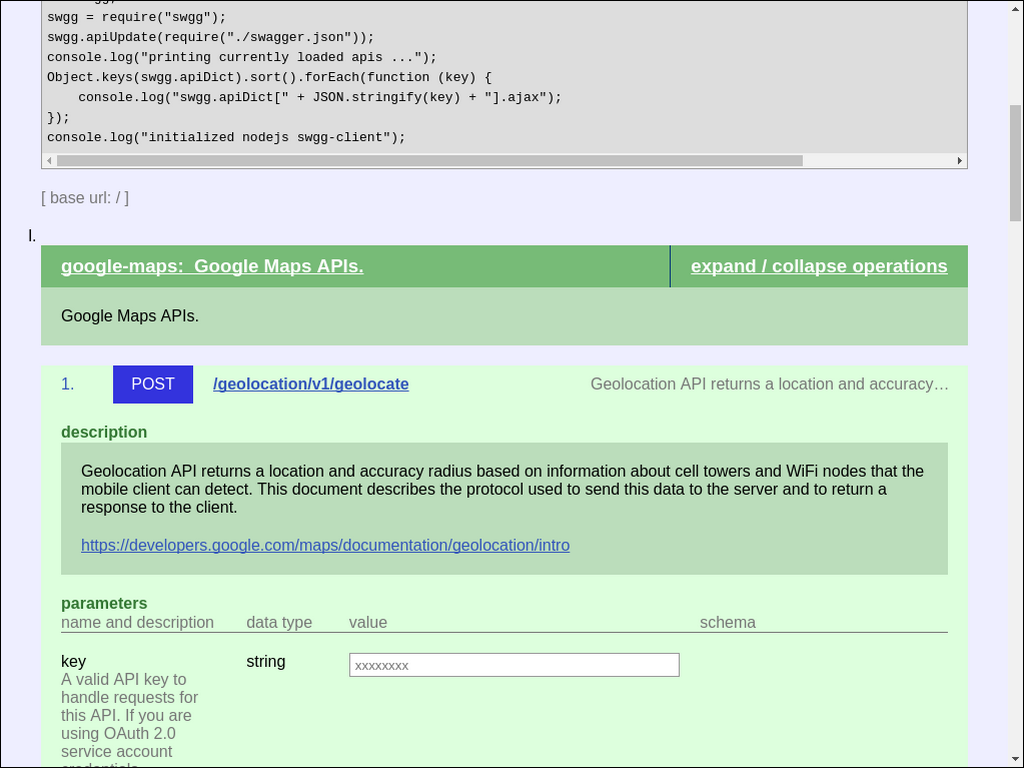 swgg = require("swgg");
swgg.apiUpdate(require("./swagger.json"));
console.log("printing currently loaded apis ...");
Object.keys(swgg.apiDict).sort().forEach(function (key) {
    console.log("swgg.apiDict[" + JSON.stringify(key) + "].ajax");
});
console.log("initialized nodejs swgg-client");
[ base url: / ]
I.
google-maps:  Google Maps APIs. expand / collapse operations
Google Maps APIs.
1. POST /geolocation/v1/geolocate Geolocation API returns a location and accuracy…
description
Geolocation API returns a location and accuracy radius based on information about cell towers and WiFi nodes that the
mobile client can detect. This document describes the protocol used to send this data to the server and to return a
response to the client.
https://developers.google.com/maps/documentation/geolocation/intro
parameters
name and description data type value schema
key string xxxxxxxx
A valid API key to
handle requests for
this API. If you are
using OAuth 2.0
service account